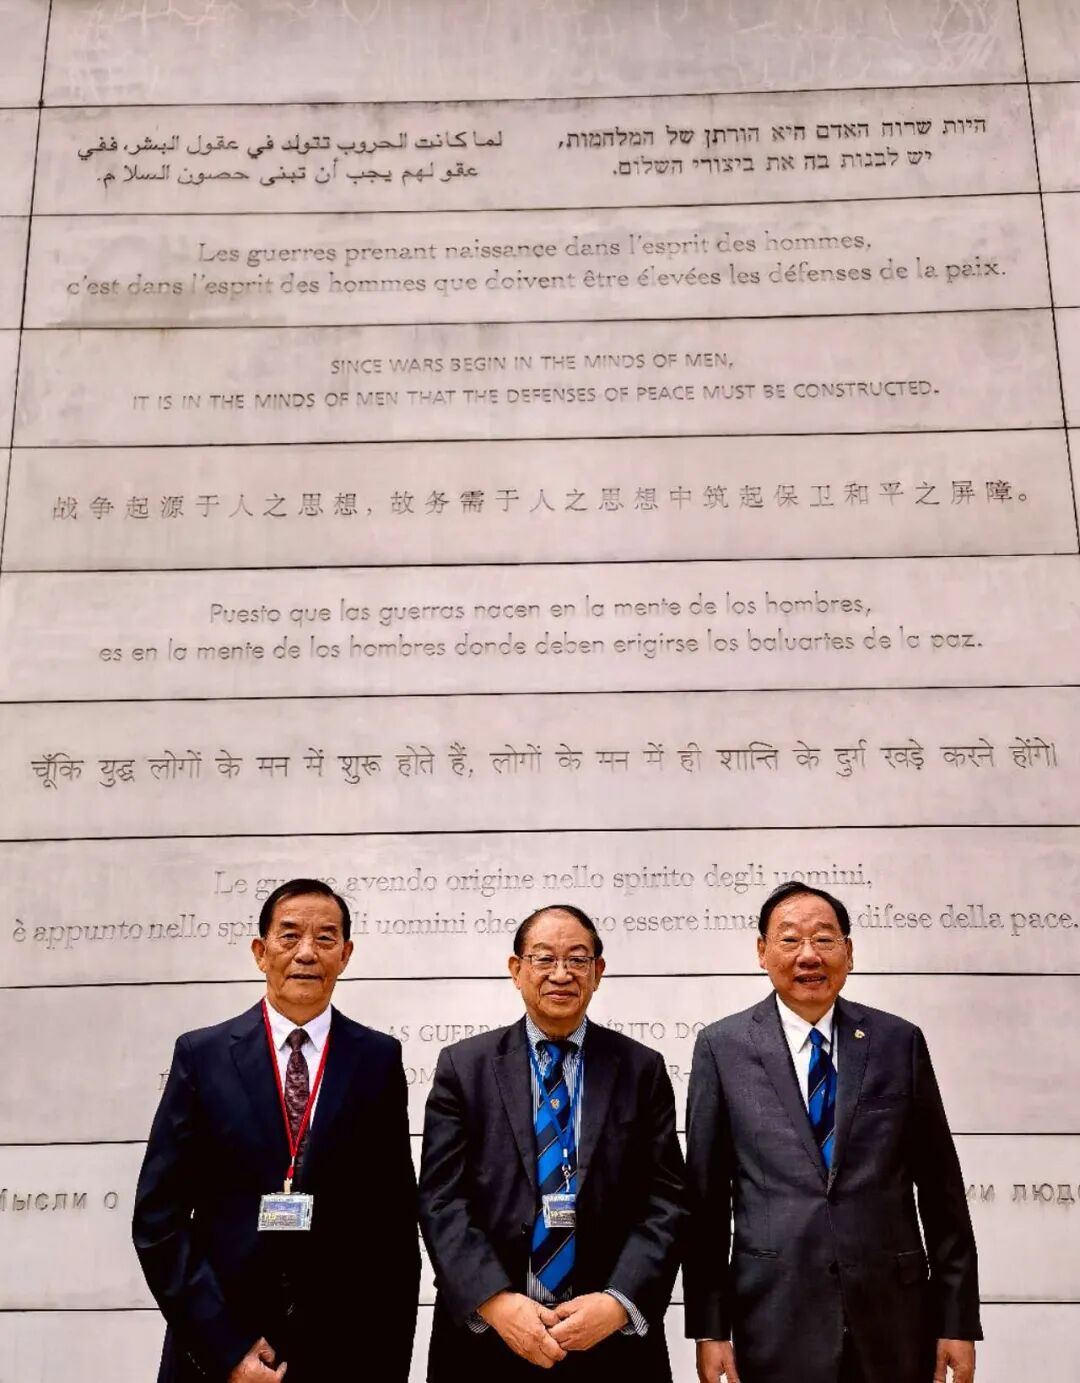 لما كانت الحروب تتولد في عقول البشر، ففي
عقولهم يجب أن تبنى حصون السلام.
היות שרוח האדם היא הורתן של המלחמות,
יש לבנות בה את ביצורי השלום.
Les guerres prenant naissance dans l'esprit des hommes,
c'est dans l'esprit des hommes que doivent être élevées les défenses de la paix.
SINCE WARS BEGIN IN THE MINDS OF MEN,
IT IS IN THE MINDS OF MEN THAT THE DEFENSES OF PEACE MUST BE CONSTRUCTED.
战争起源于人之思想，故务需于人之思想中筑起保卫和平之屏障。
Puesto que las guerras nacen en la mente de los hombres,
es en la mente de los hombres donde deben erigirse los baluartes de la paz.
चूँकि युद्ध लोगों के मन में शुरू होते हैं, लोगों के मन में ही शान्ति के दुर्ग खड़े करने होंगे।
Le avendo origine nello spirito degli uomini,
è appunto nello uomini essere difese della pace.
AS
О